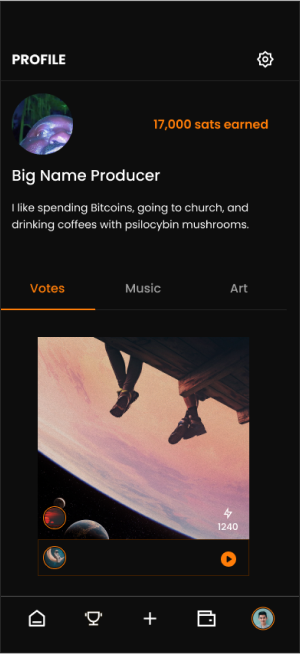 PROFILE
17,000 sats earned
Big Name Producer
I like spending Bitcoins, going to church, and
drinking coffees with psilocybin mushrooms.
Votes Music Art
1240